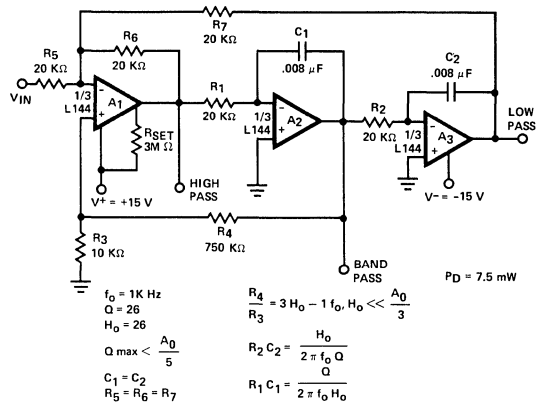 R7
20 KΩ
R6
20 KΩ
C1
.008 μF
C2
.008 μF
R5
20 KΩ
VIN
1/3
L144
−
+
A1
R1
20 KΩ
1/3
L144
−
+
A2
R2
20 KΩ
1/3
L144
−
+
A3
LOW
PASS
RSET
3M Ω
V+ = +15 V
HIGH
PASS
V− = −15 V
R3
10 KΩ
R4
750 KΩ
BAND
PASS
PD = 7.5 mW
fo = 1K Hz
Q = 26
Ho = 26
Q max < A0/5
C1 = C2
R5 = R6 = R7
R4/R3 = 3 Ho − 1 fo, Ho << A0/3
R2 C2 = Ho/2 π fo Q
R1 C1 = Q/2 π fo Ho